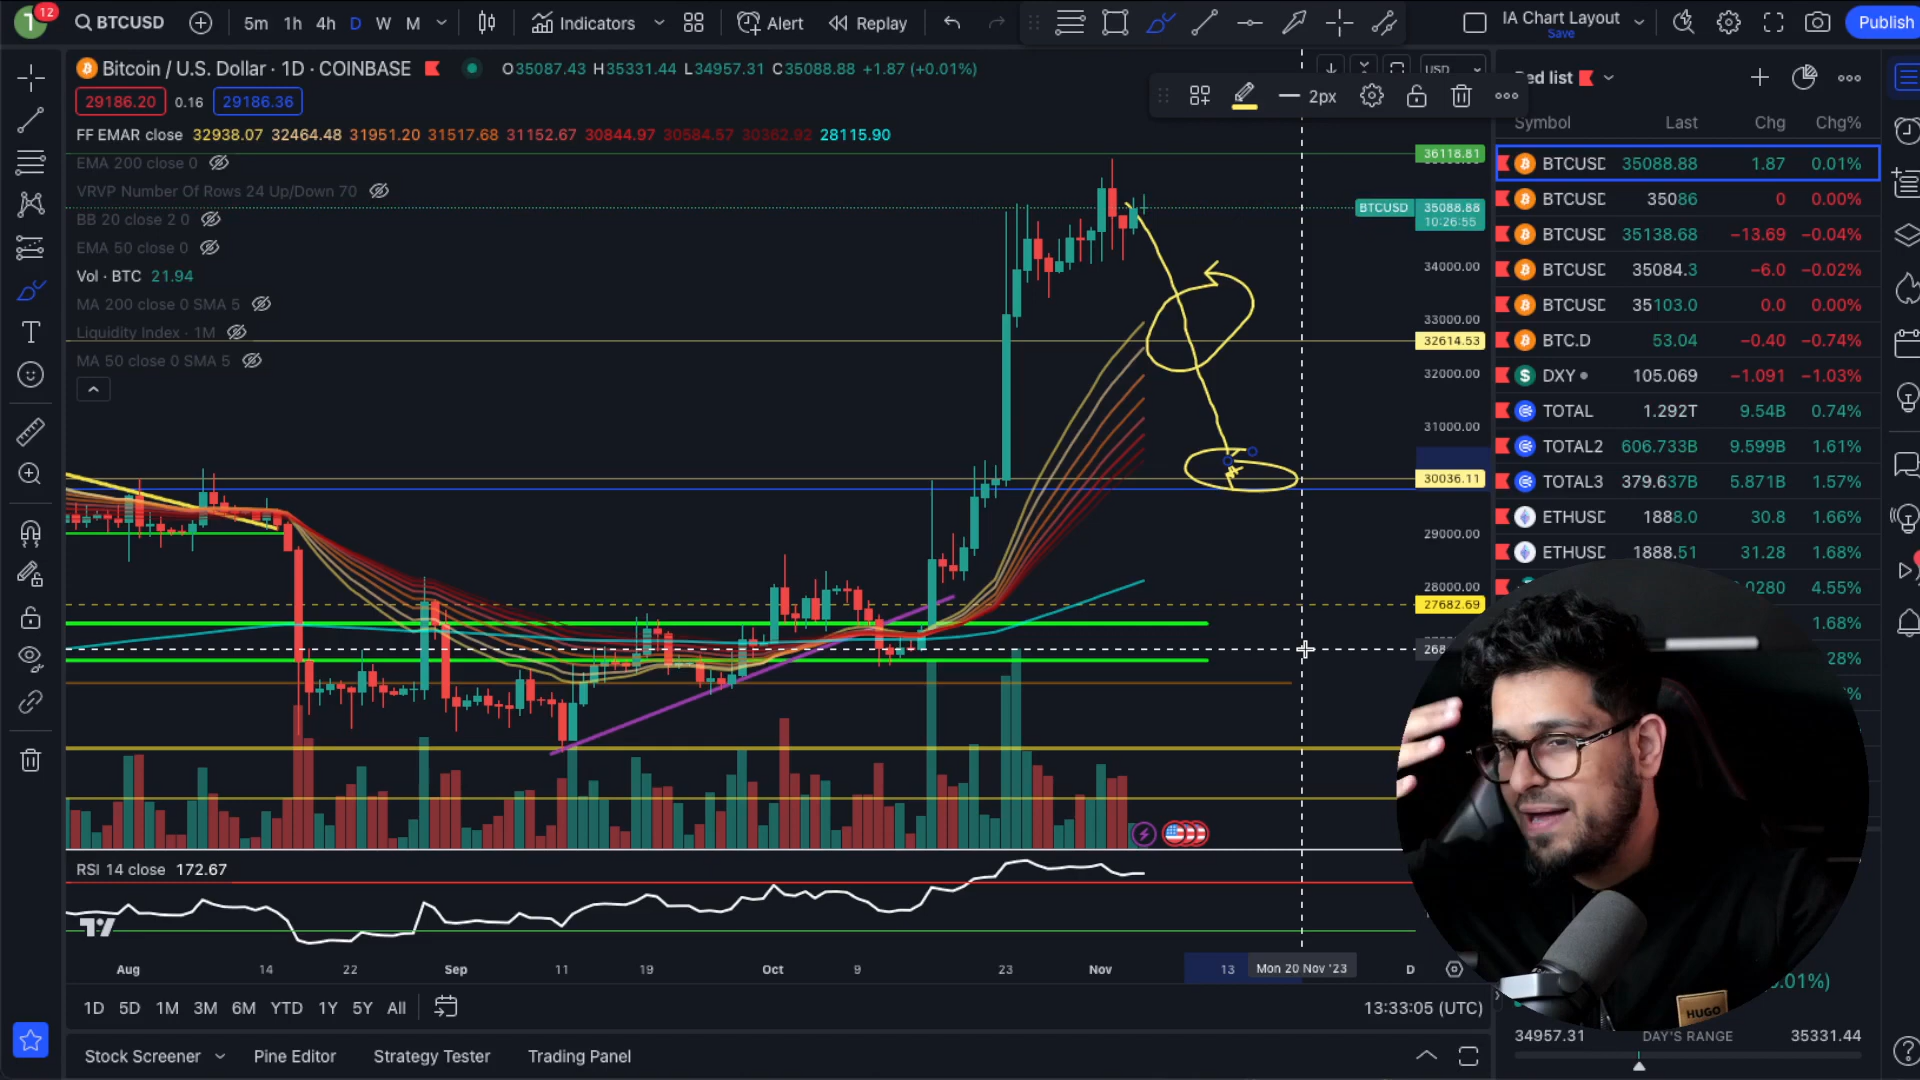 T 12 BTCUSD 5m 1h 4h D W M Indicators Alert Replay IA Chart Layout Save Publish
Bitcoin / U.S. Dollar · 1D · COINBASE O35087.43 H35331.44 L34957.31 C35088.88 +1.87 (+0.01%)
USD
2px
29186.20 0.16 29186.36
FF EMAR close 32938.07 32464.48 31951.20 31517.68 31152.67 30844.97 30584.57 30362.92 28115.90
EMA 200 close 0
VRVP Number Of Rows 24 Up/Down 70
BB 20 close 2 0
EMA 50 close 0
Vol · BTC 21.94
MA 200 close 0 SMA 5
Liquidity Index · 1M
MA 50 close 0 SMA 5
36118.81
BTCUSD 35088.88
10:26:55
34000.00
33000.00
32614.53
32000.00
31000.00
30036.11
29000.00
28000.00
27682.69
RSI 14 close 172.67
Aug 14 22 Sep 11 19 Oct 9 23 Nov 13 Mon 20 Nov '23 D
1D 5D 1M 3M 6M YTD 1Y 5Y All 13:33:05 (UTC)
Stock Screener Pine Editor Strategy Tester Trading Panel
list
Symbol Last Chg Chg%
BTCUSD 35088.88 1.87 0.01%
BTCUSD 35086 0 0.00%
BTCUSD 35138.68 −13.69 −0.04%
BTCUSD 35084.3 −6.0 −0.02%
BTCUSD 35103.0 0.0 0.00%
BTC.D 53.04 −0.40 −0.74%
DXY 105.069 −1.091 −1.03%
TOTAL 1.292T 9.54B 0.74%
TOTAL2 606.733B 9.599B 1.61%
TOTAL3 379.637B 5.871B 1.57%
ETHUSD 1888.0 30.8 1.66%
ETHUSD 1888.51 31.28 1.68%
4.55%
1.68%
HUGO
34957.31 DAY'S RANGE 35331.44